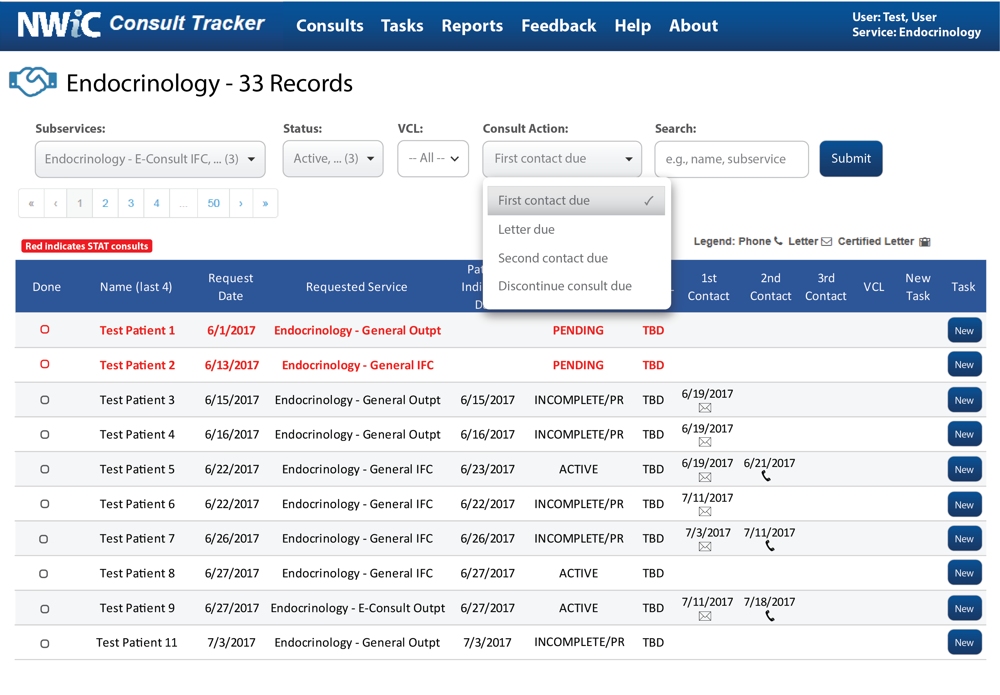 NWiC Consult Tracker Consults Tasks Reports Feedback Help About
User: Test, User
Service: Endocrinology
Endocrinology - 33 Records
Subservices: Status: VCL: Consult Action: Search:
Endocrinology - E-Consult IFC, ... (3) Active, ... (3) -- All -- First contact due e.g., name, subservice Submit
« ‹ 1 2 3 4 ... 50 › »
First contact due ✓
Letter due
Second contact due
Discontinue consult due
Red indicates STAT consults
Legend: Phone Letter Certified Letter
Done Name (last 4) Request Date Requested Service 1st Contact 2nd Contact 3rd Contact VCL New Task Task
Test Patient 1 6/1/2017 Endocrinology - General Outpt PENDING TBD New
Test Patient 2 6/13/2017 Endocrinology - General IFC PENDING TBD New
Test Patient 3 6/15/2017 Endocrinology - General Outpt 6/15/2017 INCOMPLETE/PR TBD 6/19/2017 New
Test Patient 4 6/16/2017 Endocrinology - General Outpt 6/16/2017 INCOMPLETE/PR TBD 6/19/2017 New
Test Patient 5 6/22/2017 Endocrinology - General IFC 6/23/2017 ACTIVE TBD 6/19/2017 6/21/2017 New
Test Patient 6 6/22/2017 Endocrinology - General IFC 6/22/2017 INCOMPLETE/PR TBD 7/11/2017 New
Test Patient 7 6/26/2017 Endocrinology - General IFC 6/26/2017 INCOMPLETE/PR TBD 7/3/2017 7/11/2017 New
Test Patient 8 6/27/2017 Endocrinology - General IFC 6/27/2017 ACTIVE TBD New
Test Patient 9 6/27/2017 Endocrinology - E-Consult Outpt 6/27/2017 ACTIVE TBD 7/11/2017 7/18/2017 New
Test Patient 11 7/3/2017 Endocrinology - General Outpt 7/3/2017 INCOMPLETE/PR TBD New